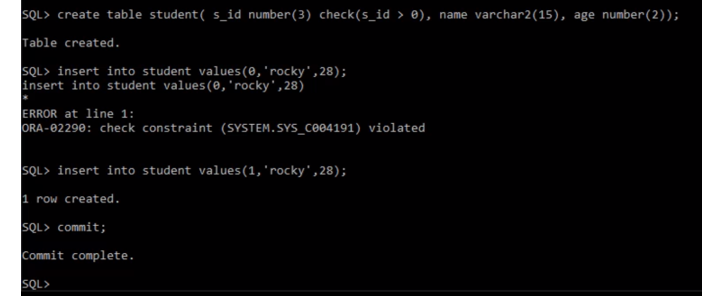 SQL> create table student( s_id number(3) check(s_id > 0), name varchar2(15), age number(2));
Table created.
SQL> insert into student values(0,'rocky',28);
insert into student values(0,'rocky',28)
*
ERROR at line 1:
ORA-02290: check constraint (SYSTEM.SYS_C004191) violated
SQL> insert into student values(1,'rocky',28);
1 row created.
SQL> commit;
Commit complete.
SQL>